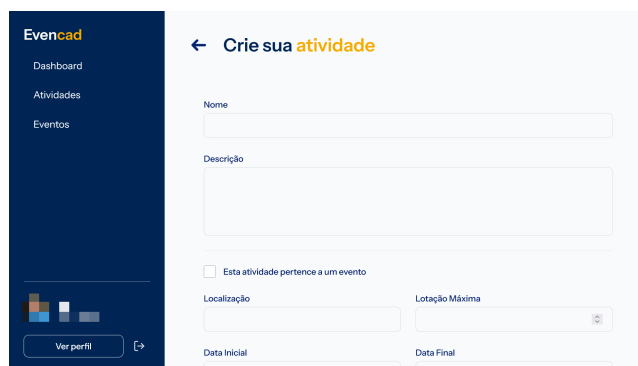 Evencad
Dashboard
Atividades
Eventos
Ver perfil
Crie sua atividade
Nome
Descrição
Esta atividade pertence a um evento
Localização
Lotação Máxima
Data Inicial
Data Final